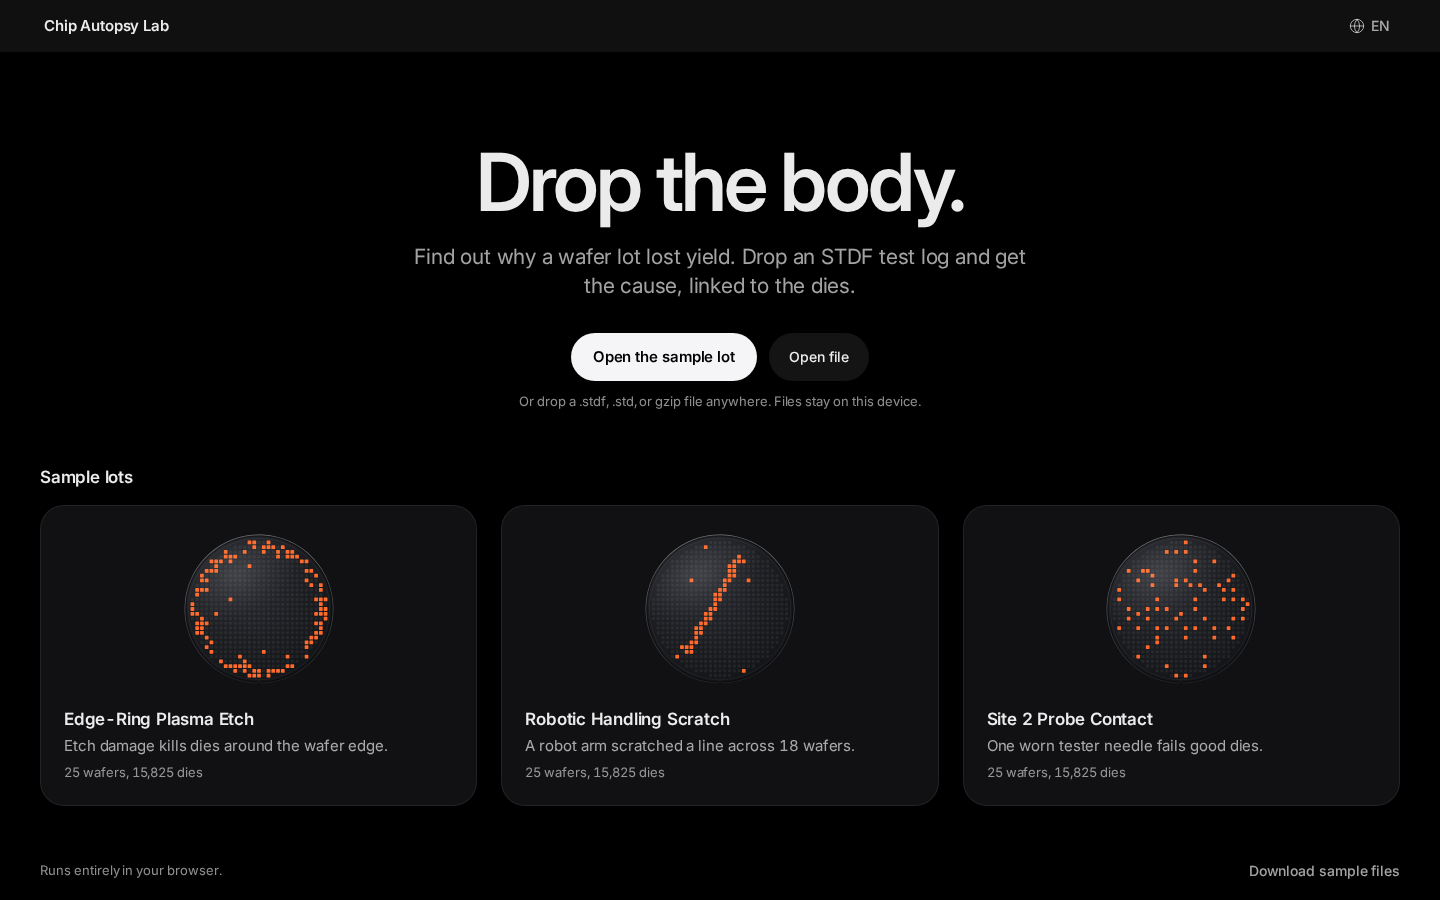 Chip Autopsy Lab
EN
Drop the body.
Find out why a wafer lot lost yield. Drop an STDF test log and get
the cause, linked to the dies.
Open the sample lot
Open file
Or drop a .stdf, .std, or gzip file anywhere. Files stay on this device.
Sample lots
Edge-Ring Plasma Etch
Etch damage kills dies around the wafer edge.
25 wafers, 15,825 dies
Robotic Handling Scratch
A robot arm scratched a line across 18 wafers.
25 wafers, 15,825 dies
Site 2 Probe Contact
One worn tester needle fails good dies.
25 wafers, 15,825 dies
Runs entirely in your browser.
Download sample files